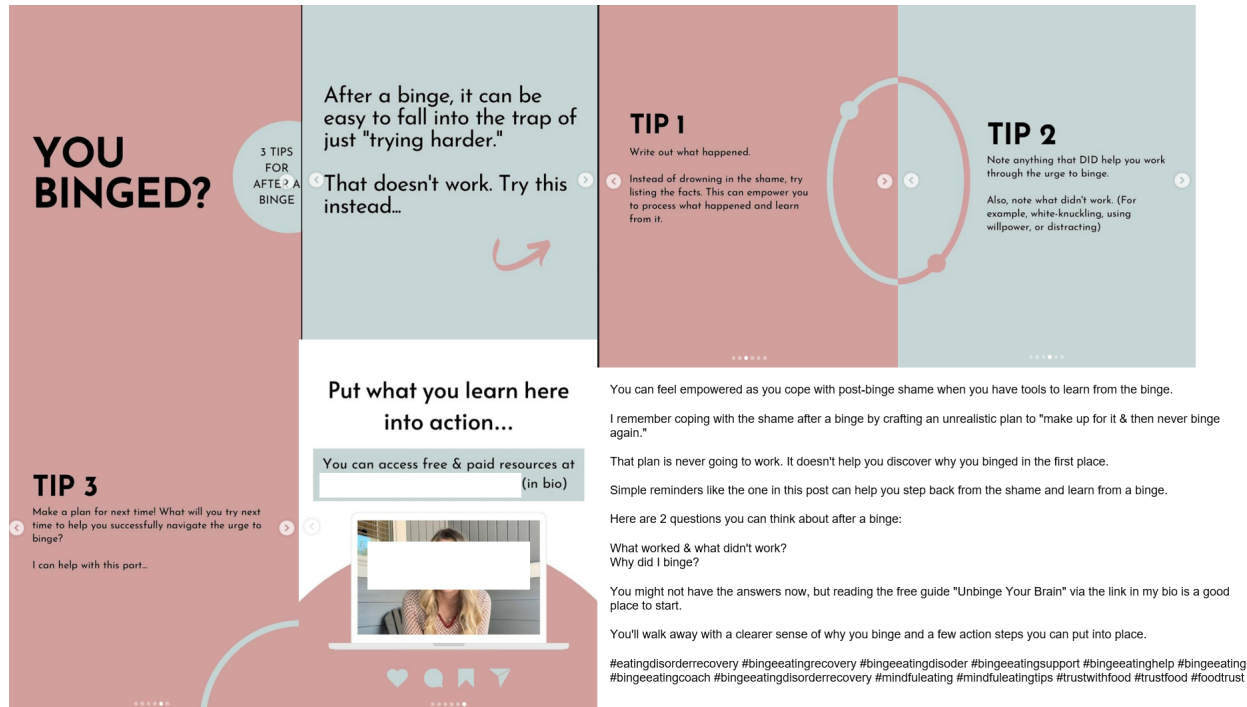 YOU
BINGED?
3 TIPS
FOR
AFTER A
BINGE
After a binge, it can be
easy to fall into the trap of
just "trying harder."
That doesn't work. Try this
instead...
TIP 1
Write out what happened.
Instead of drowning in the shame, try
listing the facts. This can empower you
to process what happened and learn
from it.
TIP 2
Note anything that DID help you work
through the urge to binge.
Also, note what didn't work. (For
example, white-knuckling, using
willpower, or distracting)
TIP 3
Make a plan for next time! What will you try next
time to help you successfully navigate the urge to
binge?
I can help with this part...
Put what you learn here
into action...
You can access free & paid resources at
(in bio)
You can feel empowered as you cope with post-binge shame when you have tools to learn from the binge.
I remember coping with the shame after a binge by crafting an unrealistic plan to "make up for it & then never binge
again."
That plan is never going to work. It doesn't help you discover why you binged in the first place.
Simple reminders like the one in this post can help you step back from the shame and learn from a binge.
Here are 2 questions you can think about after a binge:
What worked & what didn't work?
Why did I binge?
You might not have the answers now, but reading the free guide "Unbinge Your Brain" via the link in my bio is a good
place to start.
You'll walk away with a clearer sense of why you binge and a few action steps you can put into place.
#eatingdisorderrecovery #bingeeatingrecovery #bingeeatingdisoder #bingeeatingsupport #bingeeatinghelp #bingeeating
#bingeeatingcoach #bingeeatingdisorderrecovery #mindfuleating #mindfuleatingtips #trustwithfood #trustfood #foodtrust